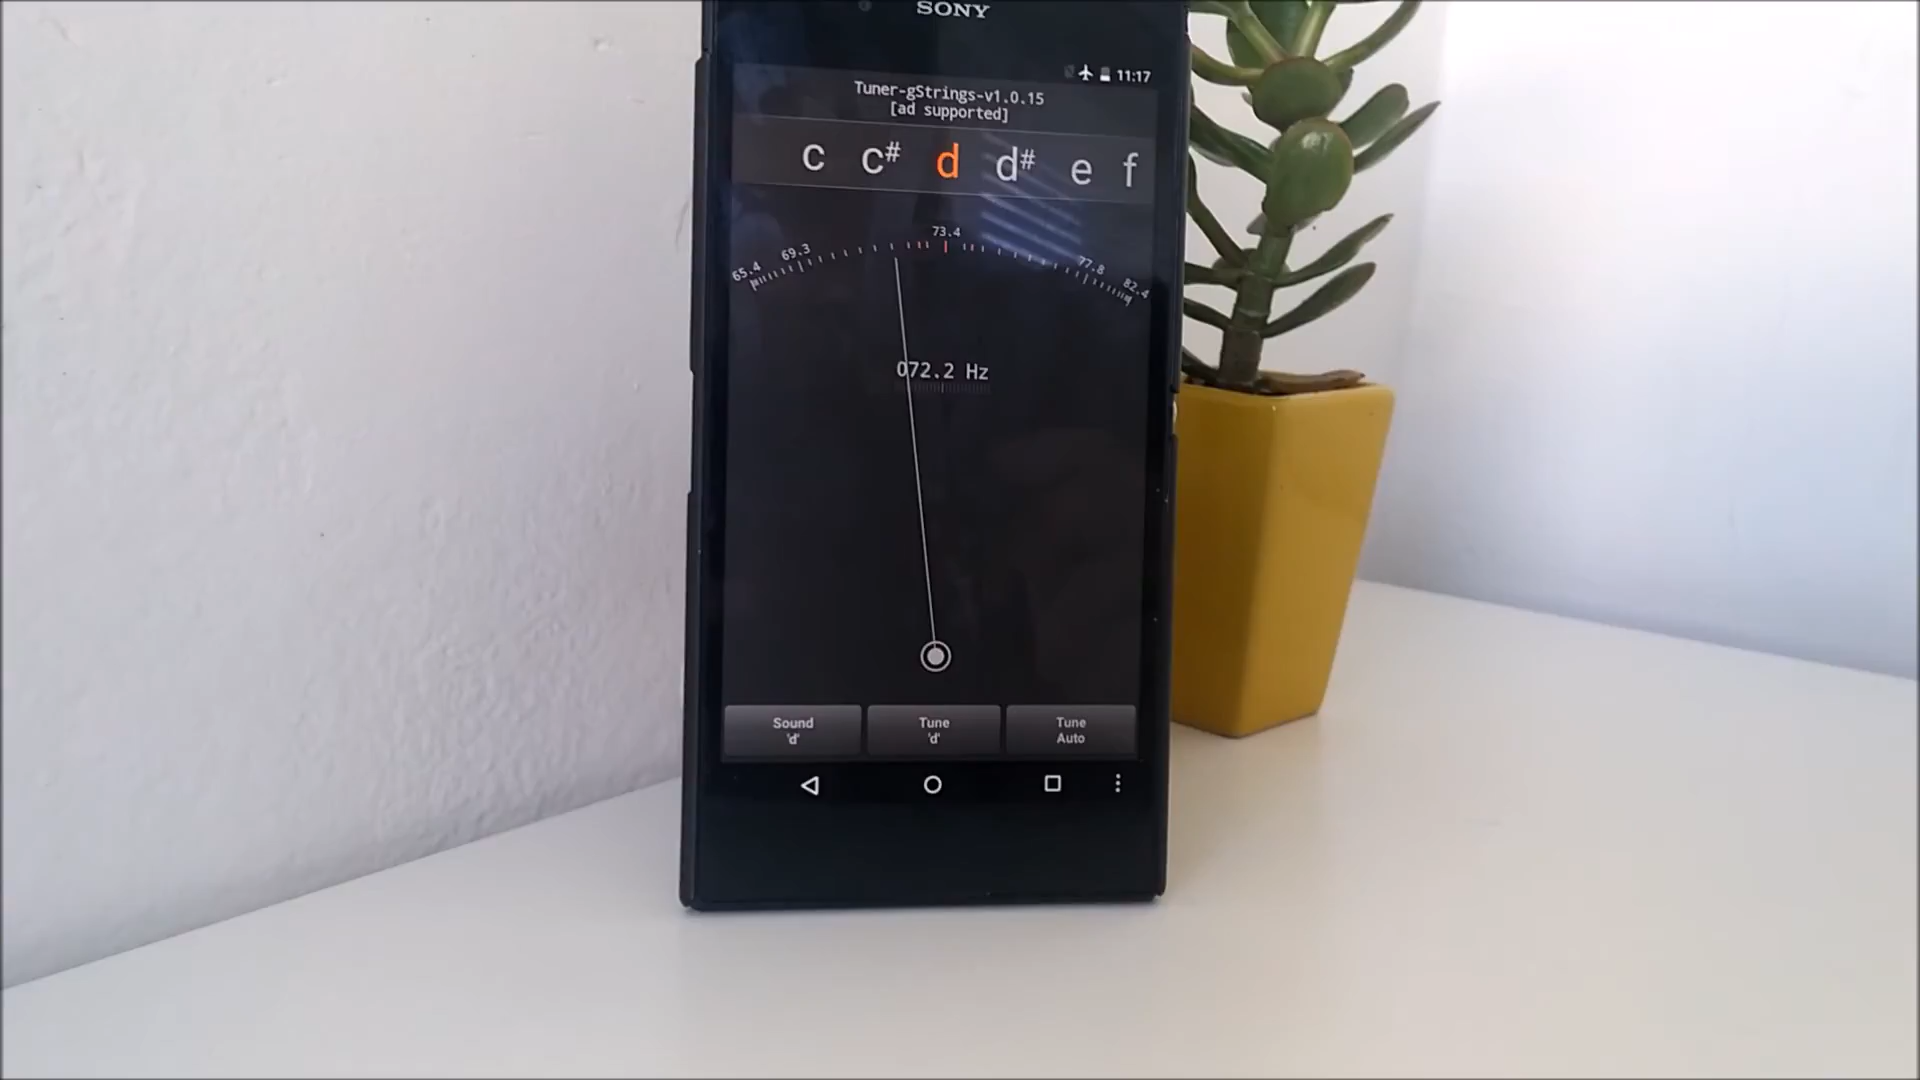 SONY
11:17
Tuner-gStrings-v1.0.15
[ad supported]
c c# d d# e f
65.4 69.3 73.4 77.8 82.4
072.2 Hz
Sound
'd'
Tune
'd'
Tune
Auto